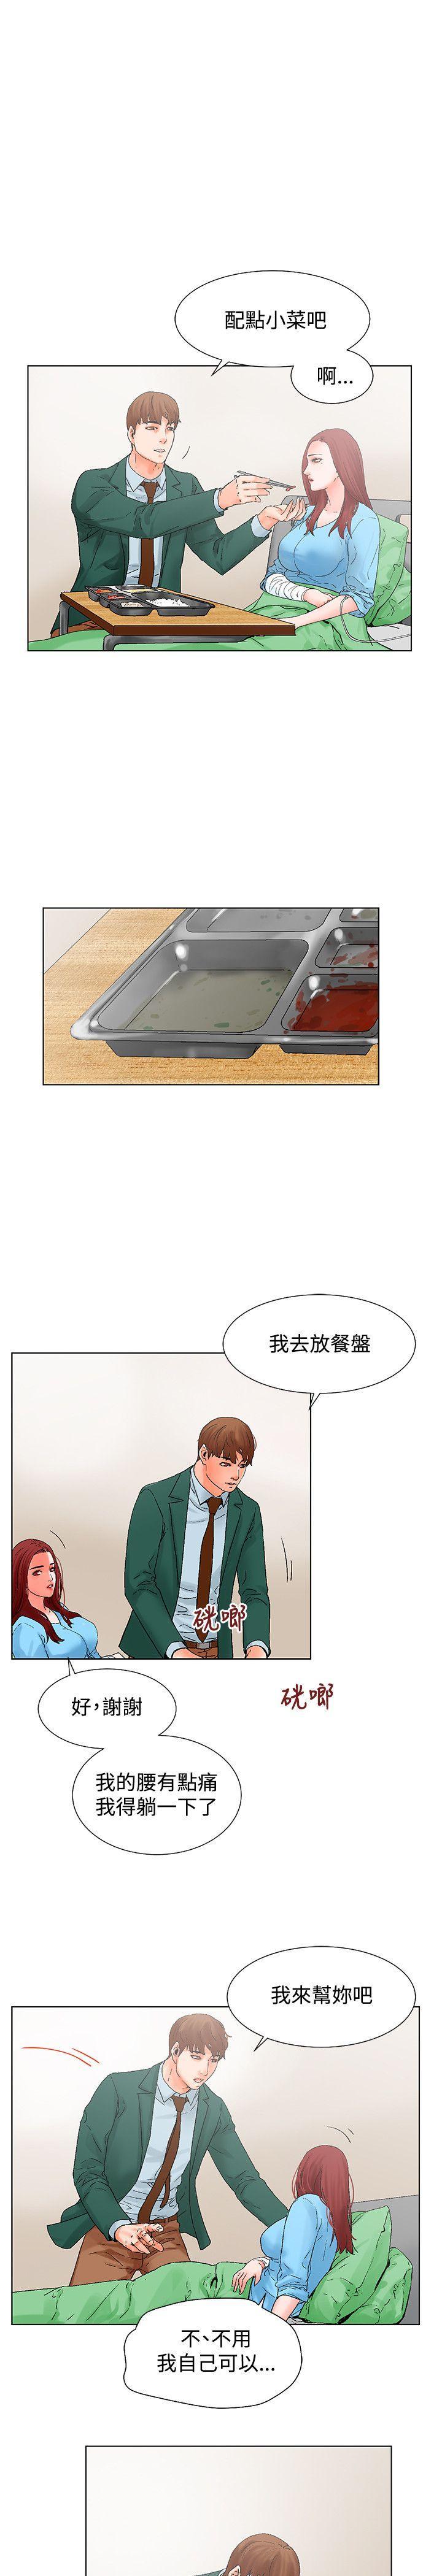 配點小菜吧
啊...
我去放餐盤
硄啷
硄啷
好，謝謝
我的腰有點痛
我得躺一下了
我來幫妳吧
不、不用
我自己可以...